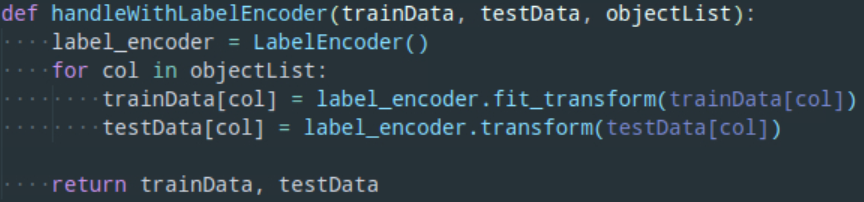 def handleWithLabelEncoder(trainData, testData, objectList):
    label_encoder = LabelEncoder()
    for col in objectList:
        trainData[col] = label_encoder.fit_transform(trainData[col])
        testData[col] = label_encoder.transform(testData[col])
    return trainData, testData